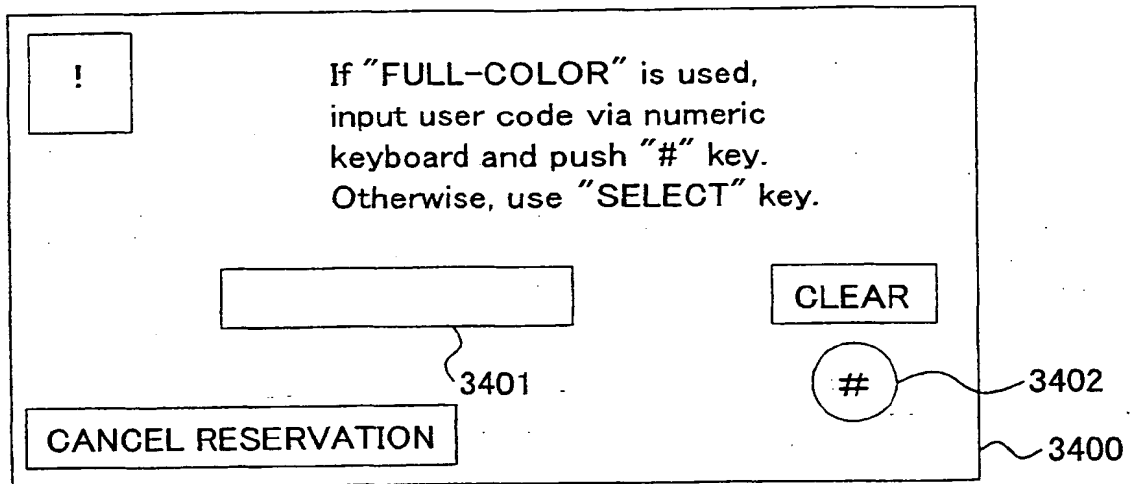 !
If "FULL-COLOR" is used,
input user code via numeric
keyboard and push "#" key.
Otherwise, use "SELECT" key.
CLEAR
3401
#
3402
CANCEL RESERVATION
3400